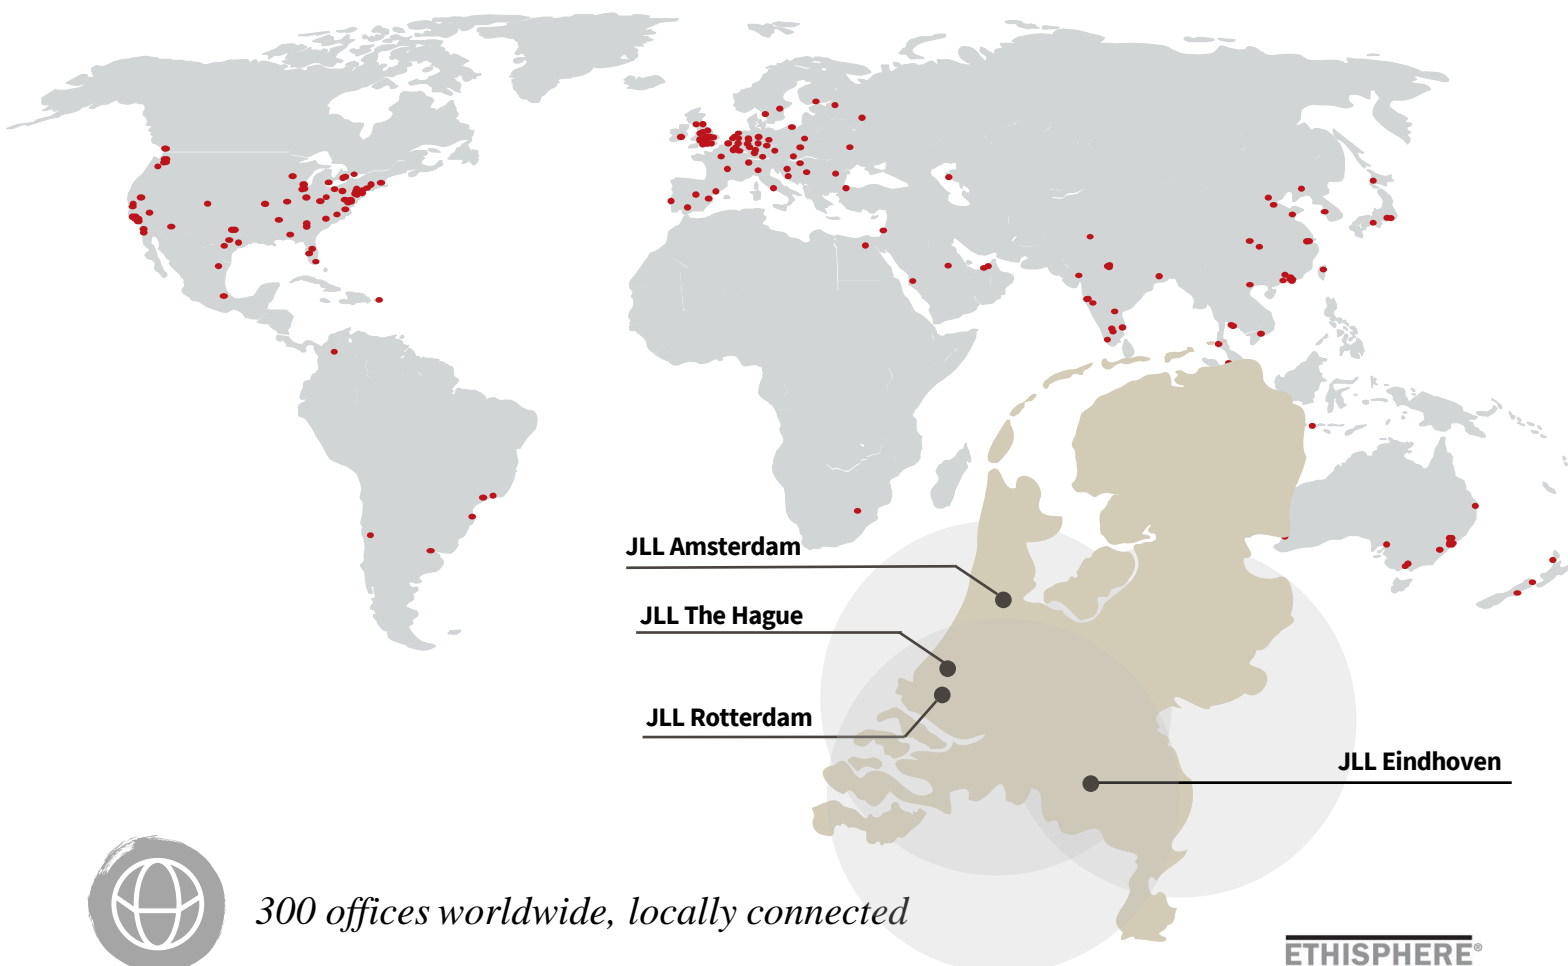 JLL Amsterdam
JLL The Hague
JLL Rotterdam
JLL Eindhoven
300 offices worldwide, locally connected
ETHISPHERE®